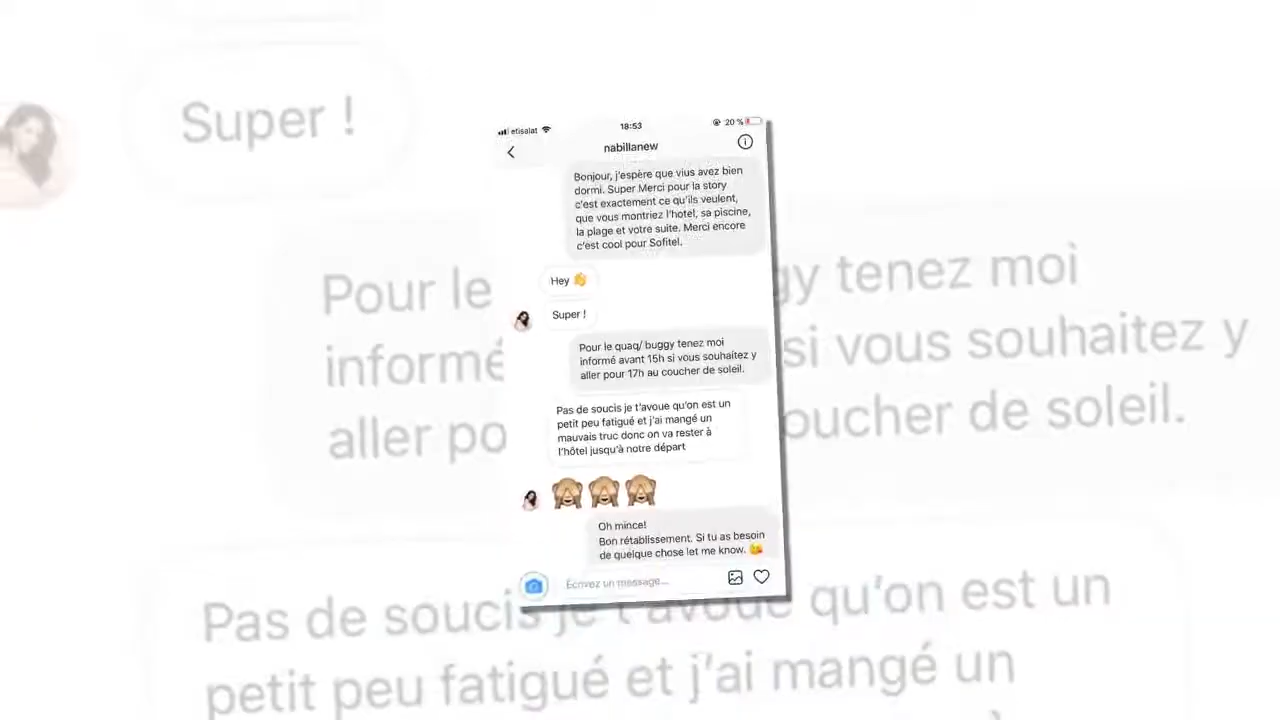 Super !
etisalat 18:53 20 %
nabillanew
Bonjour, j'espère que vius avez bien
dormi. Super Merci pour la story
c'est exactement ce qu'ils veulent,
que vous montriez l'hotel, sa piscine,
la plage et votre suite. Merci encore
c'est cool pour Sofitel.
Hey 👋
Super !
Pour le quaq/ buggy tenez moi
informé avant 15h si vous souhaitez y
aller pour 17h au coucher de soleil.
Pas de soucis je t'avoue qu'on est un
petit peu fatigué et j'ai mangé un
mauvais truc donc on va rester à
l'hôtel jusqu'à notre départ
🙈🙈🙈
Oh mince!
Bon rétablissement. Si tu as besoin
de quelque chose let me know. 😘
Écrivez un message...
Pour le gy tenez moi
informé si vous souhaitez y
aller po oucher de soleil.
Pas de soucis je t'avoue qu'on est un
petit peu fatigué et j'ai mangé un